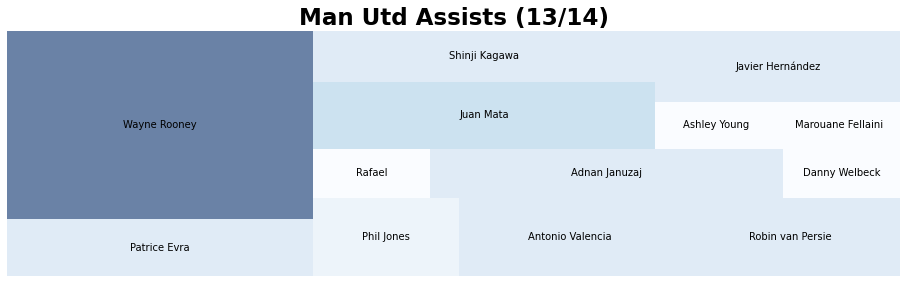 Man Utd Assists (13/14)
Shinji Kagawa
Javier Hernández
Juan Mata
Wayne Rooney
Ashley Young
Marouane Fellaini
Rafael
Adnan Januzaj
Danny Welbeck
Phil Jones
Antonio Valencia
Robin van Persie
Patrice Evra